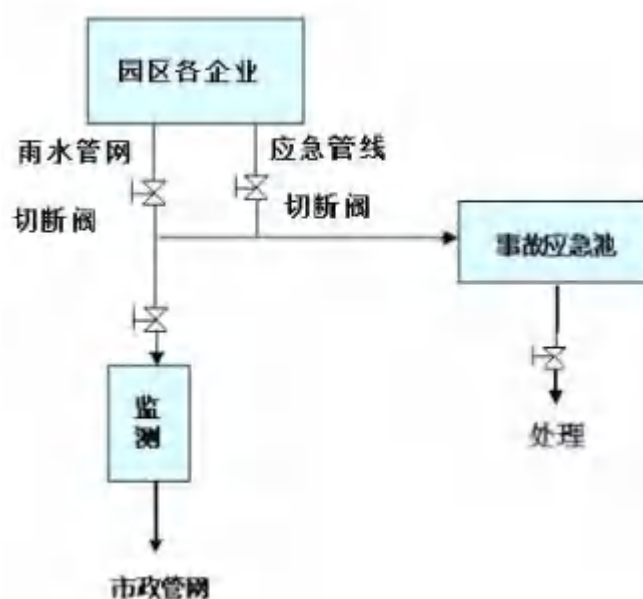 园区各企业
雨水管网
应急管线
切断阀
切断阀
事故应急池
监
测
处理
市政管网